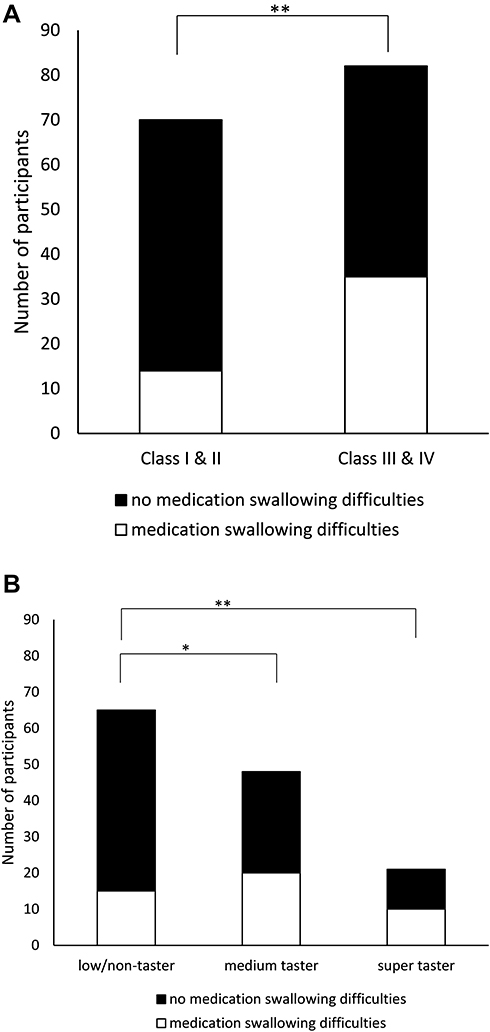 A
**
90
80
70
60
50
40
30
20
10
0
Number of participants
Class I & II
Class III & IV
no medication swallowing difficulties
medication swallowing difficulties
B
**
*
90
80
70
60
50
40
30
20
10
0
Number of participants
low/non-taster
medium taster
super taster
no medication swallowing difficulties
medication swallowing difficulties